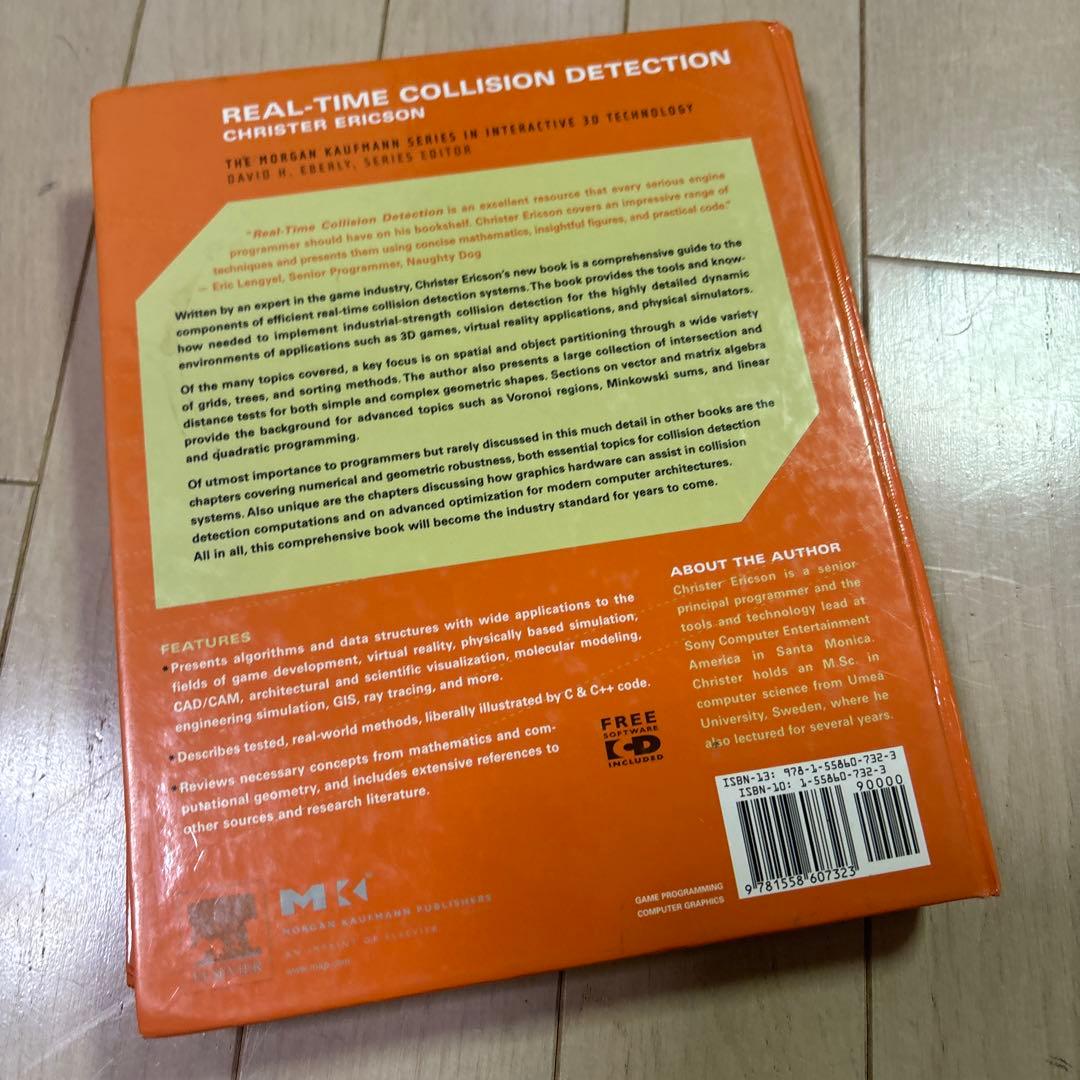 REAL-TIME COLLISION DETECTION
CHRISTER ERICSON
THE MORGAN KAUFMANN SERIES IN INTERACTIVE 3D TECHNOLOGY
DAVID H. EBERLY, SERIES EDITOR
"Real-Time Collision Detection is an excellent resource that every serious engine
programmer should have on his bookshelf. Christer Ericson covers an impressive range of
techniques and presents them using concise mathematics, insightful figures, and practical code."
— Eric Lengyel, Senior Programmer, Naughty Dog
Written by an expert in the game industry, Christer Ericson's new book is a comprehensive guide to the
components of efficient real-time collision detection systems. The book provides the tools and know-
how needed to implement industrial-strength collision detection for the highly detailed dynamic
environments of applications such as 3D games, virtual reality applications, and physical simulators.
Of the many topics covered, a key focus is on spatial and object partitioning through a wide variety
of grids, trees, and sorting methods. The author also presents a large collection of intersection and
distance tests for both simple and complex geometric shapes. Sections on vector and matrix algebra
provide the background for advanced topics such as Voronoi regions, Minkowski sums, and linear
and quadratic programming.
Of utmost importance to programmers but rarely discussed in this much detail in other books are the
chapters covering numerical and geometric robustness, both essential topics for collision detection
systems. Also unique are the chapters discussing how graphics hardware can assist in collision
detection computations and on advanced optimization for modern computer architectures.
All in all, this comprehensive book will become the industry standard for years to come.
FEATURES
*Presents algorithms and data structures with wide applications to the
fields of game development, virtual reality, physically based simulation,
CAD/CAM, architectural and scientific visualization, molecular modeling,
engineering simulation, GIS, ray tracing, and more.
*Describes tested, real-world methods, liberally illustrated by C & C++ code.
*Reviews necessary concepts from mathematics and com-
putational geometry, and includes extensive references to
other sources and research literature.
FREE
SOFTWARE
CD
INCLUDED
ABOUT THE AUTHOR
Christer Ericson is a senior
principal programmer and the
tools and technology lead at
Sony Computer Entertainment
America in Santa Monica.
Christer holds an M.Sc. in
computer science from Umeå
University, Sweden, where he
also lectured for several years.
ISBN-13: 978-1-55860-732-3
ISBN-10: 1-55860-732-3
90000
9 781558 607323
GAME PROGRAMMING
COMPUTER GRAPHICS
MK
MORGAN KAUFMANN PUBLISHERS
AN IMPRINT OF ELSEVIER
www.mkp.com
ELSEVIER